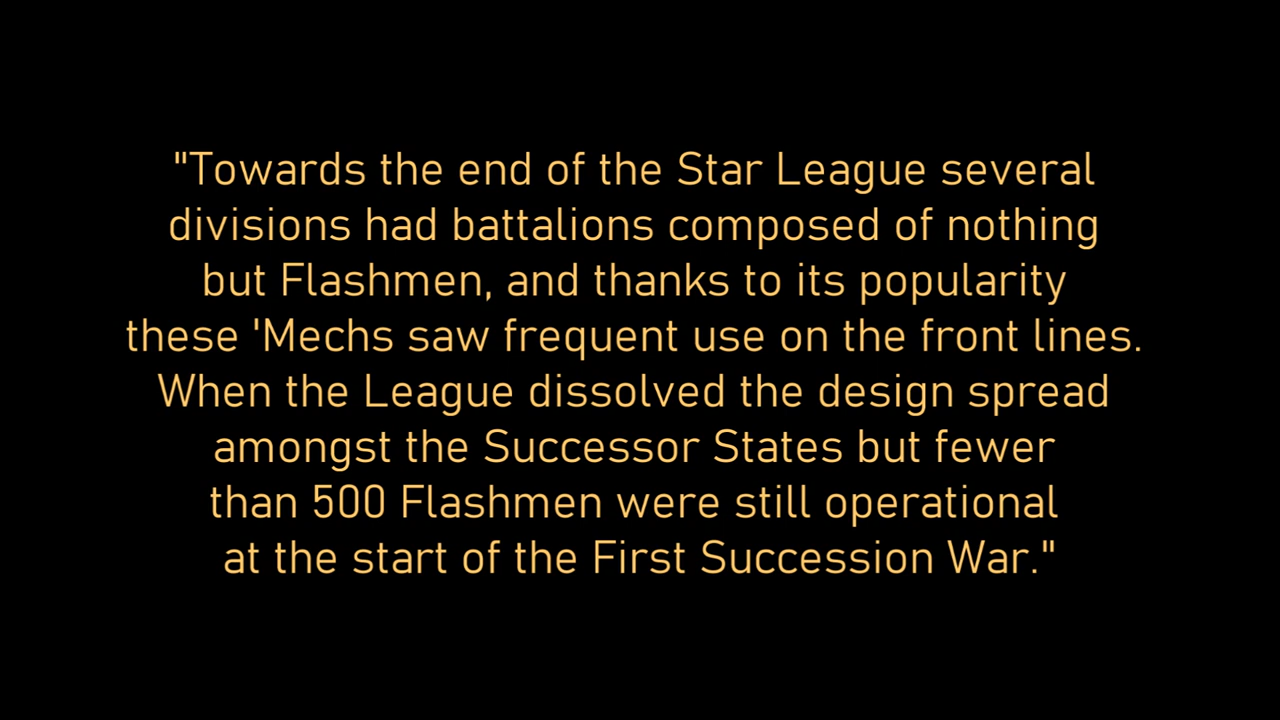 "Towards the end of the Star League several
divisions had battalions composed of nothing
but Flashmen, and thanks to its popularity
these 'Mechs saw frequent use on the front lines.
When the League dissolved the design spread
amongst the Successor States but fewer
than 500 Flashmen were still operational
at the start of the First Succession War."